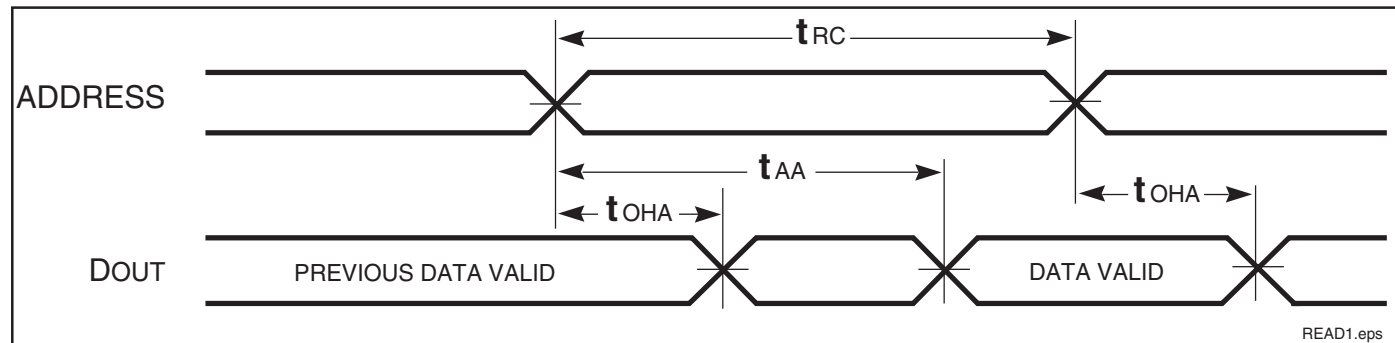 tRC
ADDRESS
tAA
tOHA
tOHA
DOUT
PREVIOUS DATA VALID
DATA VALID
READ1.eps